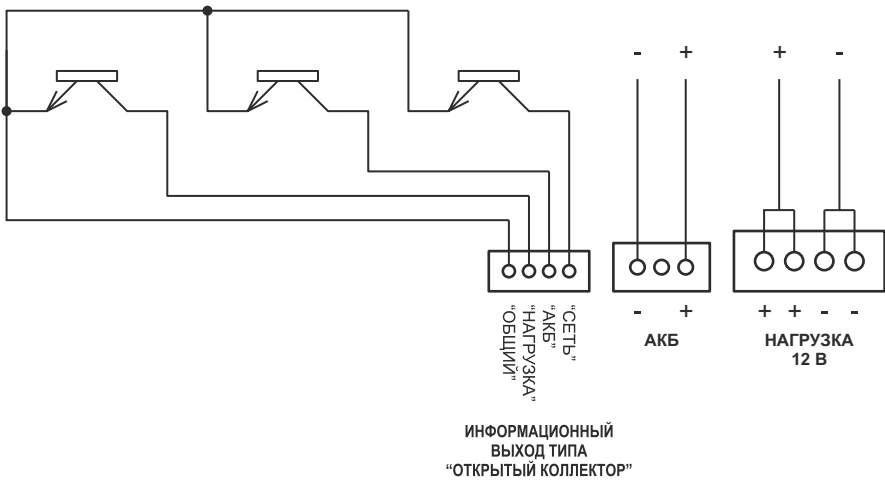 - + + -
- + + + - -
"ОБЩИЙ"
"НАГРУЗКА"
"АКБ"
"СЕТЬ"
АКБ
НАГРУЗКА
12 В
ИНФОРМАЦИОННЫЙ
ВЫХОД ТИПА
"ОТКРЫТЫЙ КОЛЛЕКТОР"